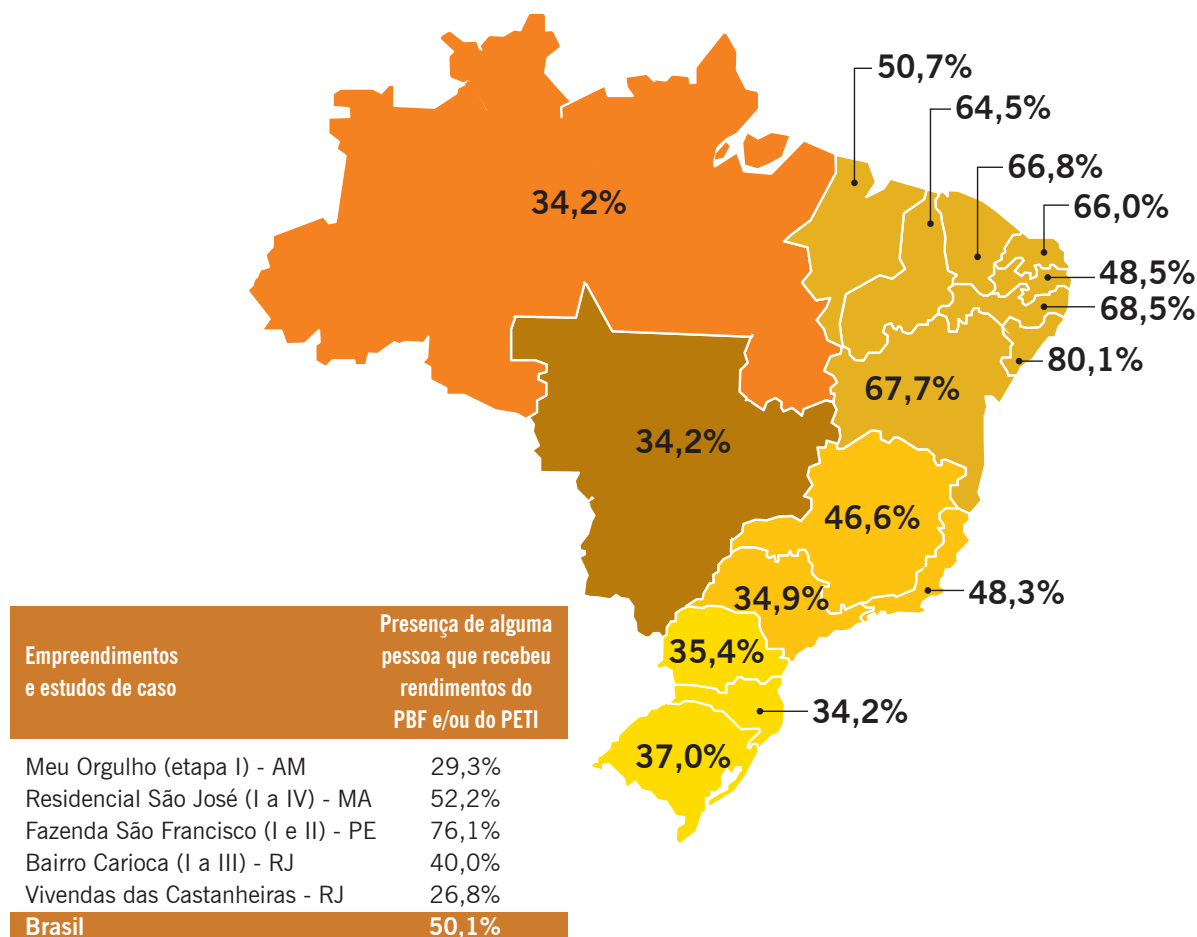 50,7%
64,5%
66,8%
34,2%
66,0%
48,5%
68,5%
80,1%
67,7%
34,2%
46,6%
48,3%
34,9%
35,4%
34,2%
37,0%
Empreendimentos
e estudos de caso
Presença de alguma
pessoa que recebeu
rendimentos do
PBF e/ou do PETI
Meu Orgulho (etapa I) - AM 29,3%
Residencial São José (I a IV) - MA 52,2%
Fazenda São Francisco (I e II) - PE 76,1%
Bairro Carioca (I a III) - RJ 40,0%
Vivendas das Castanheiras - RJ 26,8%
Brasil 50,1%